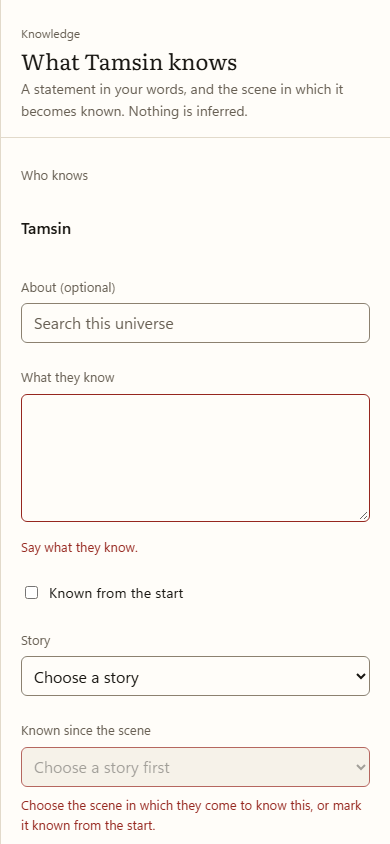 Knowledge
What Tamsin knows
A statement in your words, and the scene in which it
becomes known. Nothing is inferred.
Who knows
Tamsin
About (optional)
Search this universe
What they know
Say what they know.
Known from the start
Story
Choose a story
Known since the scene
Choose a story first
Choose the scene in which they come to know this, or mark
it known from the start.